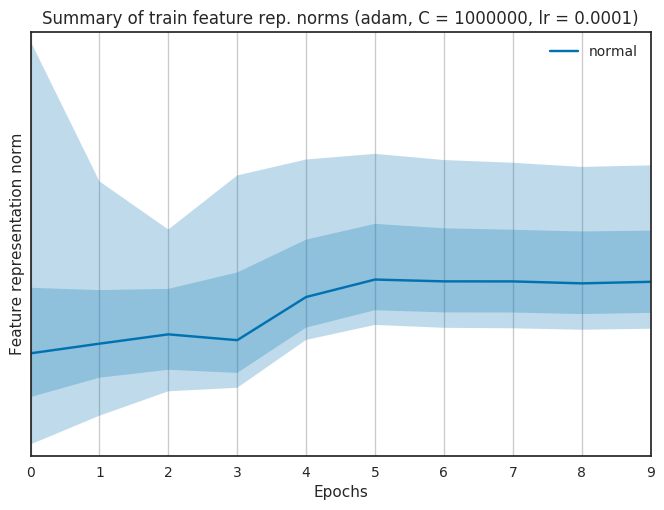 Summary of train feature rep. norms (adam, C = 1000000, lr = 0.0001)
normal
Feature representation norm
0 1 2 3 4 5 6 7 8 9
Epochs